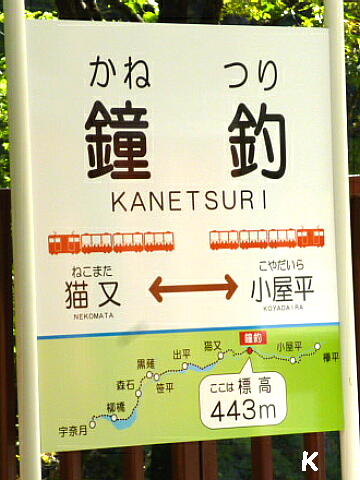 かね つり
鐘 釣
KANETSURI
ねこまた
猫又
NEKOMATA
こやだいら
小屋平
KOYADAIRA
鐘釣
猫又
小屋平
出平
欅平
黒薙
笹平
森石
柳橋
宇奈月
ここは 標高
443m
K